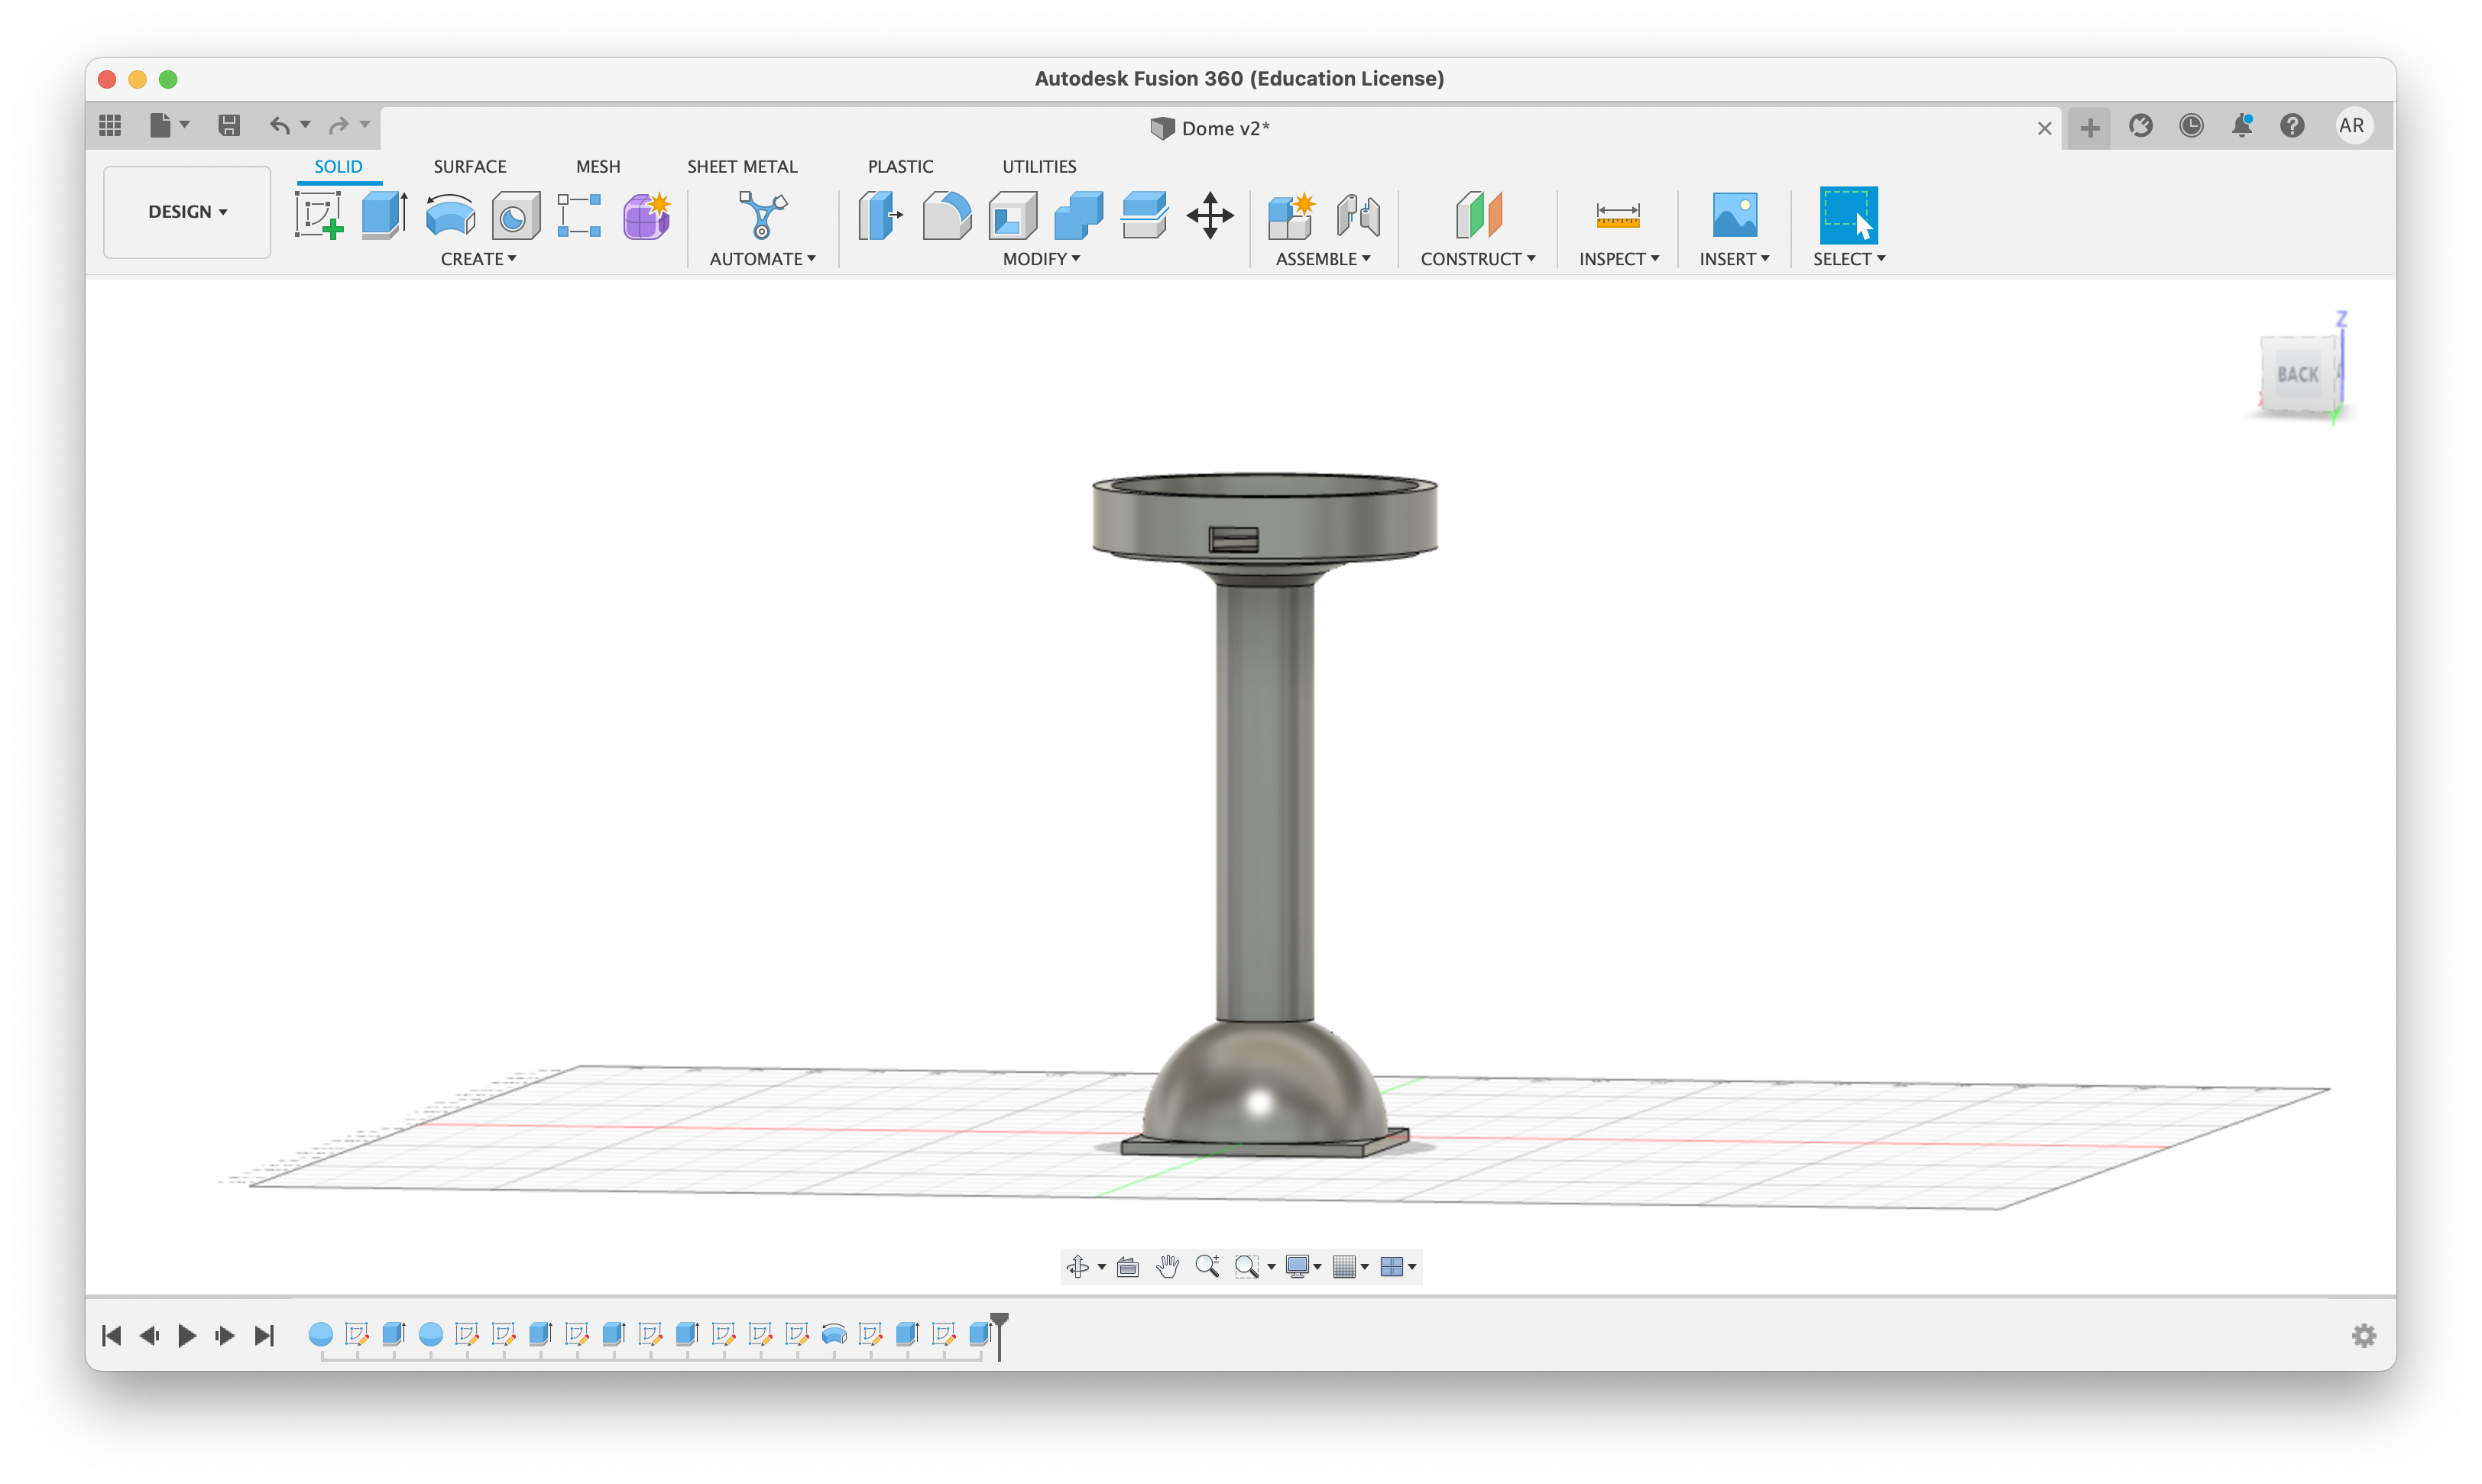 Autodesk Fusion 360 (Education License)
Dome v2*
AR
DESIGN
SOLID SURFACE MESH SHEET METAL PLASTIC UTILITIES
CREATE AUTOMATE MODIFY ASSEMBLE CONSTRUCT INSPECT INSERT SELECT
Z
BACK
X
Y